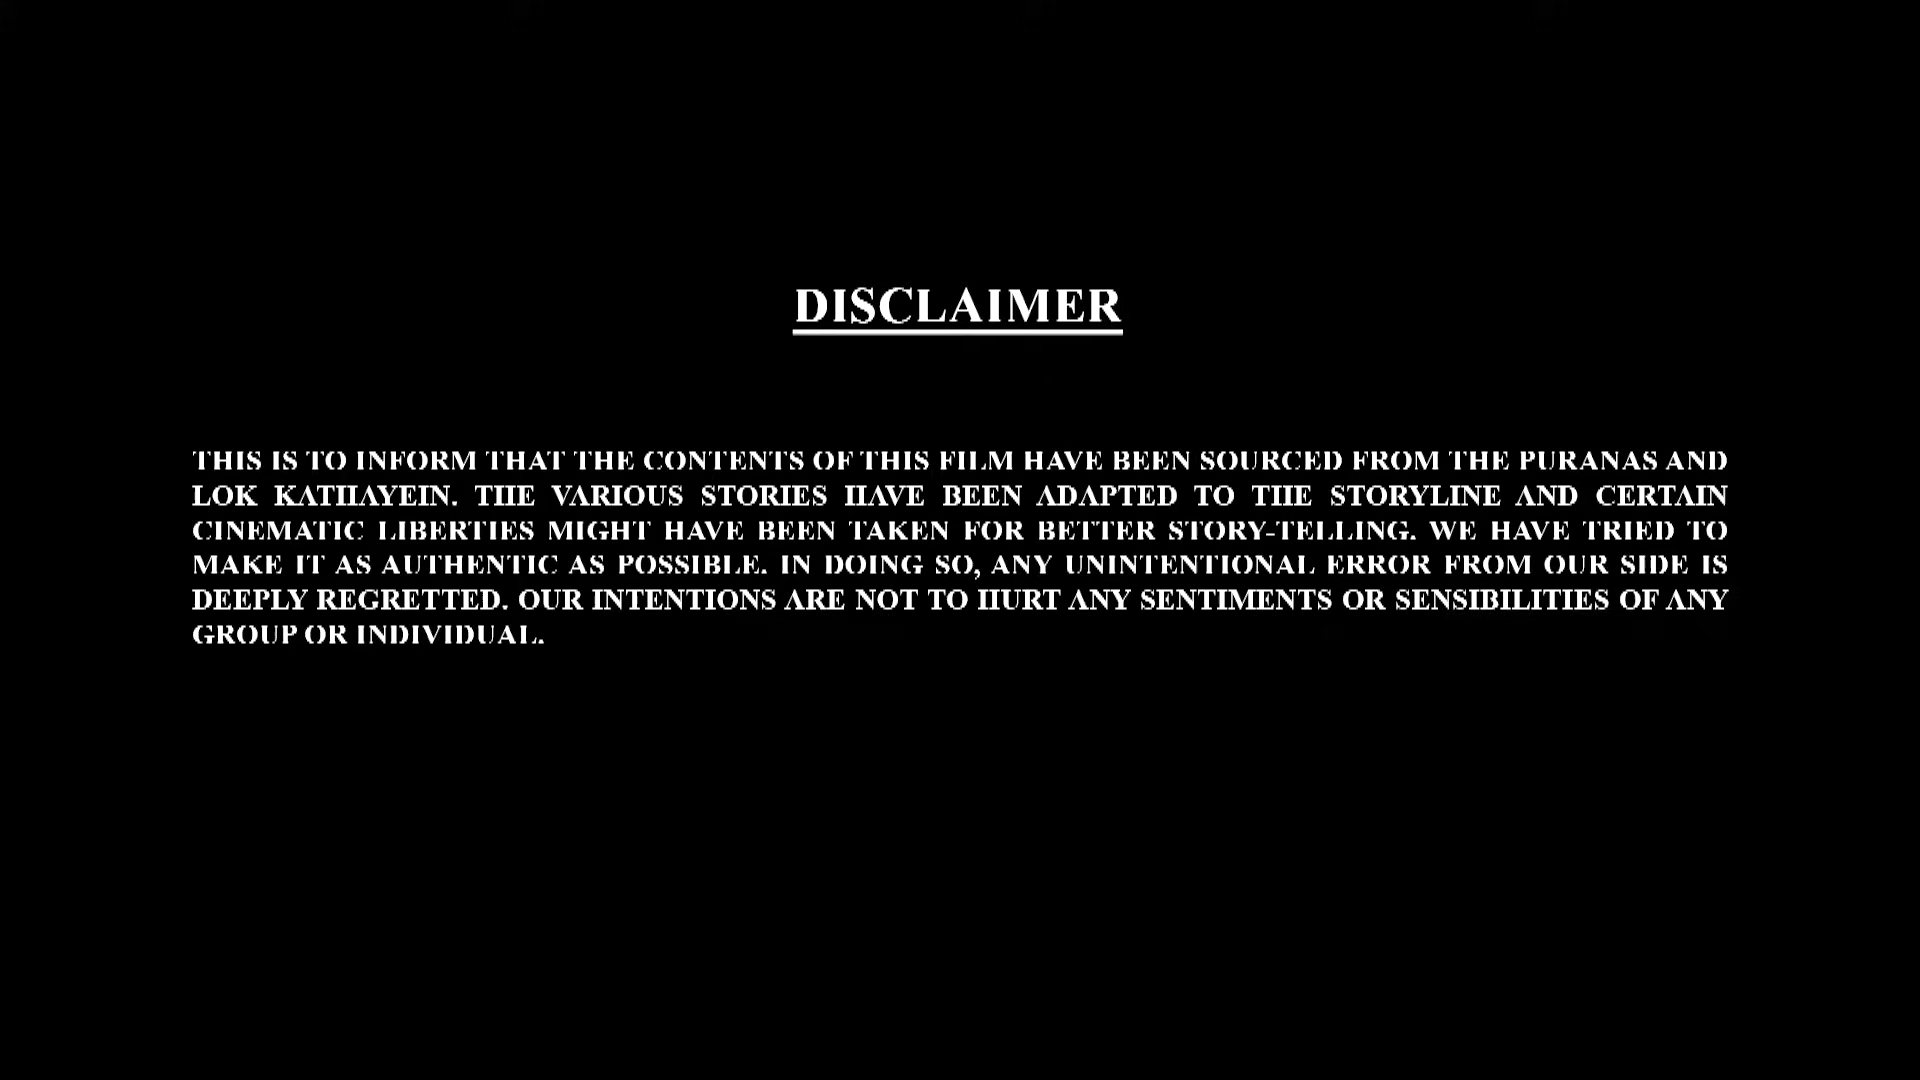 DISCLAIMER
THIS IS TO INFORM THAT THE CONTENTS OF THIS FILM HAVE BEEN SOURCED FROM THE PURANAS AND
LOK KATHAYEIN. THE VARIOUS STORIES HAVE BEEN ADAPTED TO THE STORYLINE AND CERTAIN
CINEMATIC LIBERTIES MIGHT HAVE BEEN TAKEN FOR BETTER STORY-TELLING. WE HAVE TRIED TO
MAKE IT AS AUTHENTIC AS POSSIBLE. IN DOING SO, ANY UNINTENTIONAL ERROR FROM OUR SIDE IS
DEEPLY REGRETTED. OUR INTENTIONS ARE NOT TO HURT ANY SENTIMENTS OR SENSIBILITIES OF ANY
GROUP OR INDIVIDUAL.